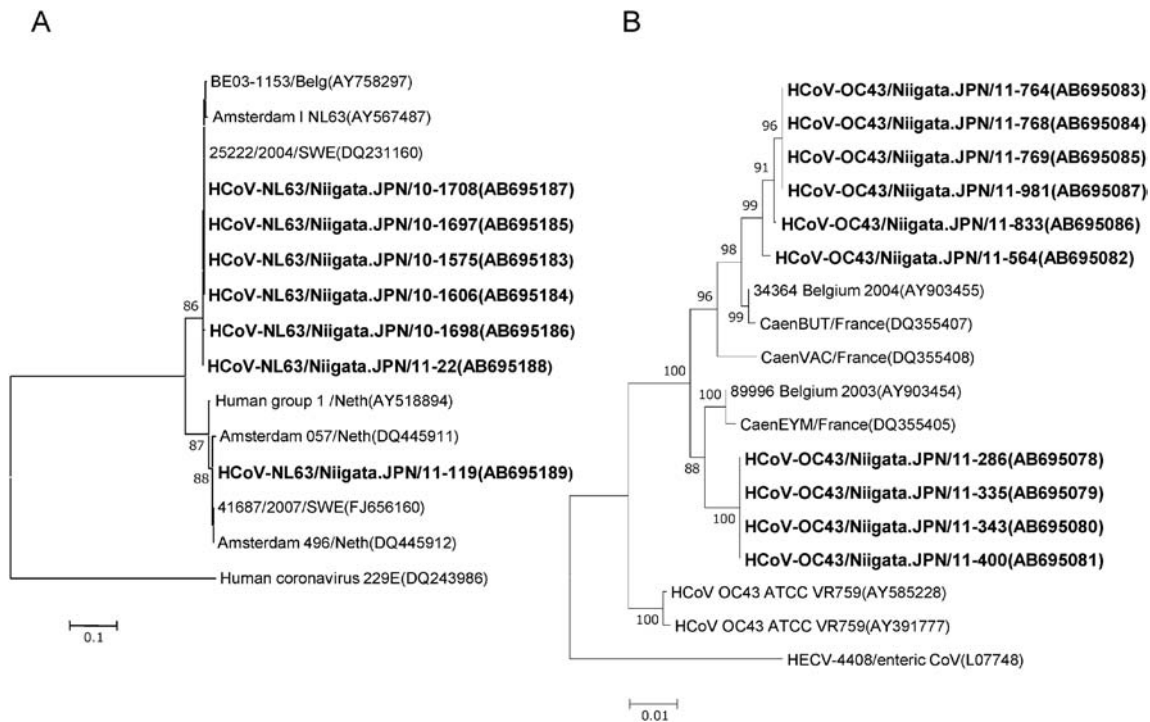 A
BE03-1153/Belg(AY758297)
Amsterdam I NL63(AY567487)
25222/2004/SWE(DQ231160)
HCoV-NL63/Niigata.JPN/10-1708(AB695187)
HCoV-NL63/Niigata.JPN/10-1697(AB695185)
HCoV-NL63/Niigata.JPN/10-1575(AB695183)
HCoV-NL63/Niigata.JPN/10-1606(AB695184)
86
HCoV-NL63/Niigata.JPN/10-1698(AB695186)
HCoV-NL63/Niigata.JPN/11-22(AB695188)
Human group 1 /Neth(AY518894)
87
Amsterdam 057/Neth(DQ445911)
HCoV-NL63/Niigata.JPN/11-119(AB695189)
88
41687/2007/SWE(FJ656160)
Amsterdam 496/Neth(DQ445912)
Human coronavirus 229E(DQ243986)
0.1
B
HCoV-OC43/Niigata.JPN/11-764(AB695083)
96
HCoV-OC43/Niigata.JPN/11-768(AB695084)
HCoV-OC43/Niigata.JPN/11-769(AB695085)
91
HCoV-OC43/Niigata.JPN/11-981(AB695087)
99
HCoV-OC43/Niigata.JPN/11-833(AB695086)
98
HCoV-OC43/Niigata.JPN/11-564(AB695082)
34364 Belgium 2004(AY903455)
96
99
CaenBUT/France(DQ355407)
CaenVAC/France(DQ355408)
100
89996 Belgium 2003(AY903454)
100
CaenEYM/France(DQ355405)
88
HCoV-OC43/Niigata.JPN/11-286(AB695078)
HCoV-OC43/Niigata.JPN/11-335(AB695079)
100
HCoV-OC43/Niigata.JPN/11-343(AB695080)
HCoV-OC43/Niigata.JPN/11-400(AB695081)
HCoV OC43 ATCC VR759(AY585228)
100
HCoV OC43 ATCC VR759(AY391777)
HECV-4408/enteric CoV(L07748)
0.01